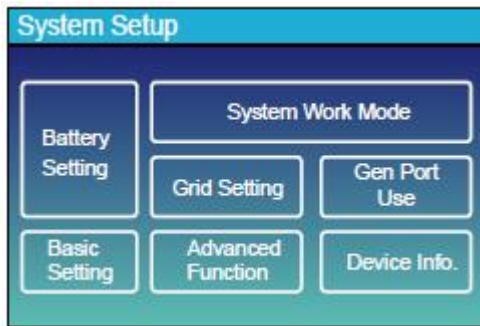 System Setup
Battery
Setting
System Work Mode
Grid Setting
Gen Port
Use
Basic
Setting
Advanced
Function
Device Info.